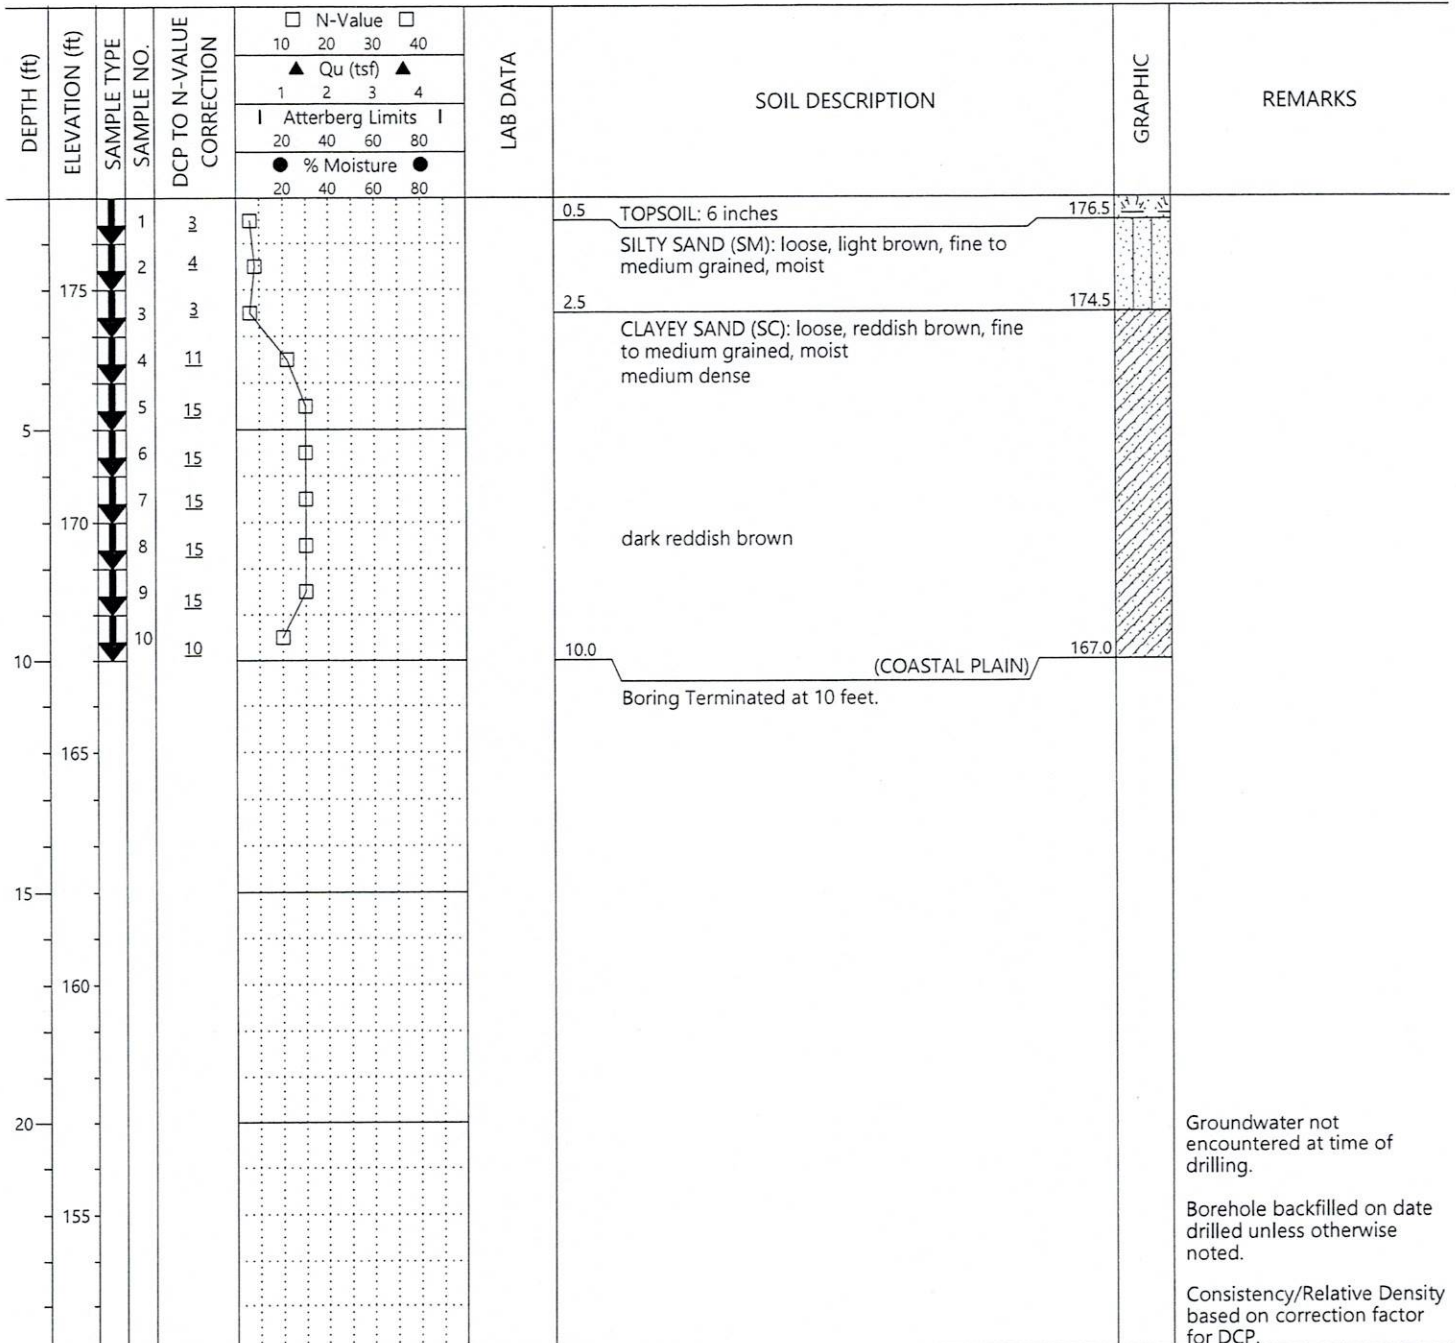 DEPTH (ft)
ELEVATION (ft)
SAMPLE TYPE
SAMPLE NO.
DCP TO N-VALUE
CORRECTION
N-Value
10 20 30 40
Qu (tsf)
1 2 3 4
Atterberg Limits
20 40 60 80
% Moisture
20 40 60 80
LAB DATA
SOIL DESCRIPTION
GRAPHIC
REMARKS
1 3
0.5 TOPSOIL: 6 inches 176.5
SILTY SAND (SM): loose, light brown, fine to
2 4
medium grained, moist
175
2.5 174.5
3 3
CLAYEY SAND (SC): loose, reddish brown, fine
4 11
to medium grained, moist
medium dense
5 15
5
6 15
7 15
170
8 15
dark reddish brown
9 15
10 10
10
10.0 (COASTAL PLAIN) 167.0
Boring Terminated at 10 feet.
165
15
160
20
Groundwater not
encountered at time of
drilling.
155
Borehole backfilled on date
drilled unless otherwise
noted.
Consistency/Relative Density
based on correction factor
for DCP.